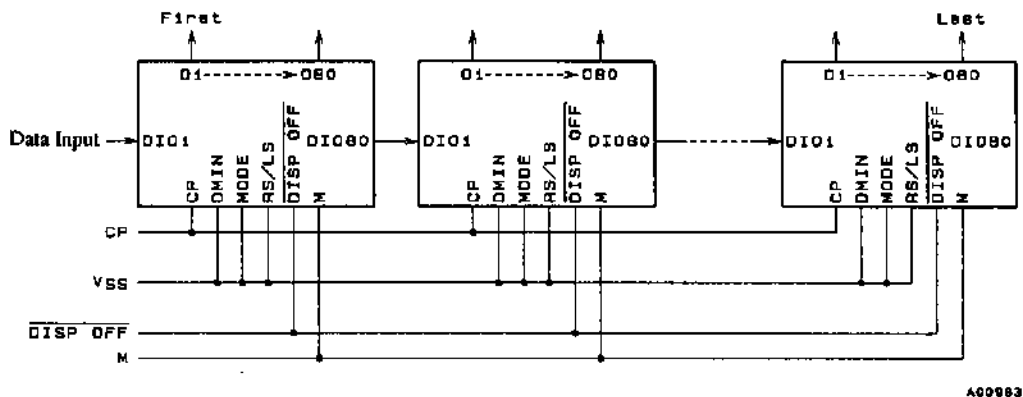 First
Last
O1 O80
O1 O80
O1 O80
Data Input
DIO1
DIO80
DIO1
DIO80
DIO1
DIO80
CP
DMIN
MODE
RS/LS
DISP OFF
M
CP
DMIN
MODE
RS/LS
DISP OFF
M
CP
DMIN
MODE
RS/LS
DISP OFF
M
CP
VSS
DISP OFF
M
A00983